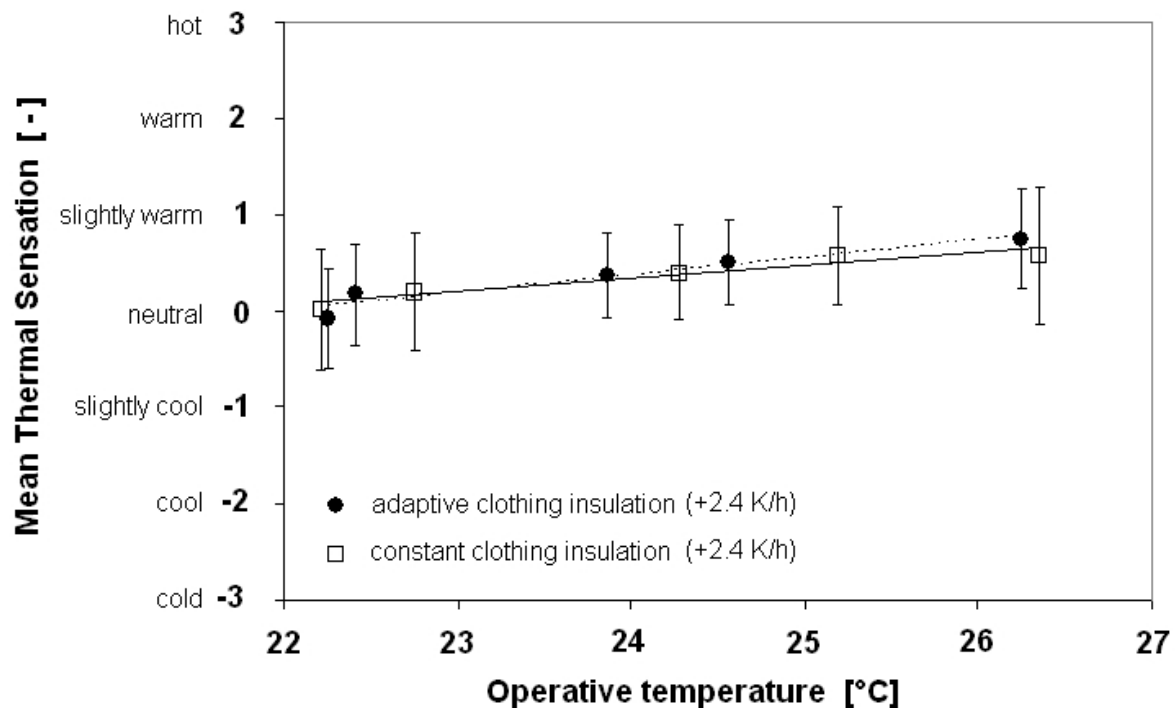 Mean Thermal Sensation [-]
hot 3
warm 2
slightly warm 1
neutral 0
slightly cool -1
cool -2
cold -3
adaptive clothing insulation (+2.4 K/h)
constant clothing insulation (+2.4 K/h)
22 23 24 25 26 27
Operative temperature [°C]